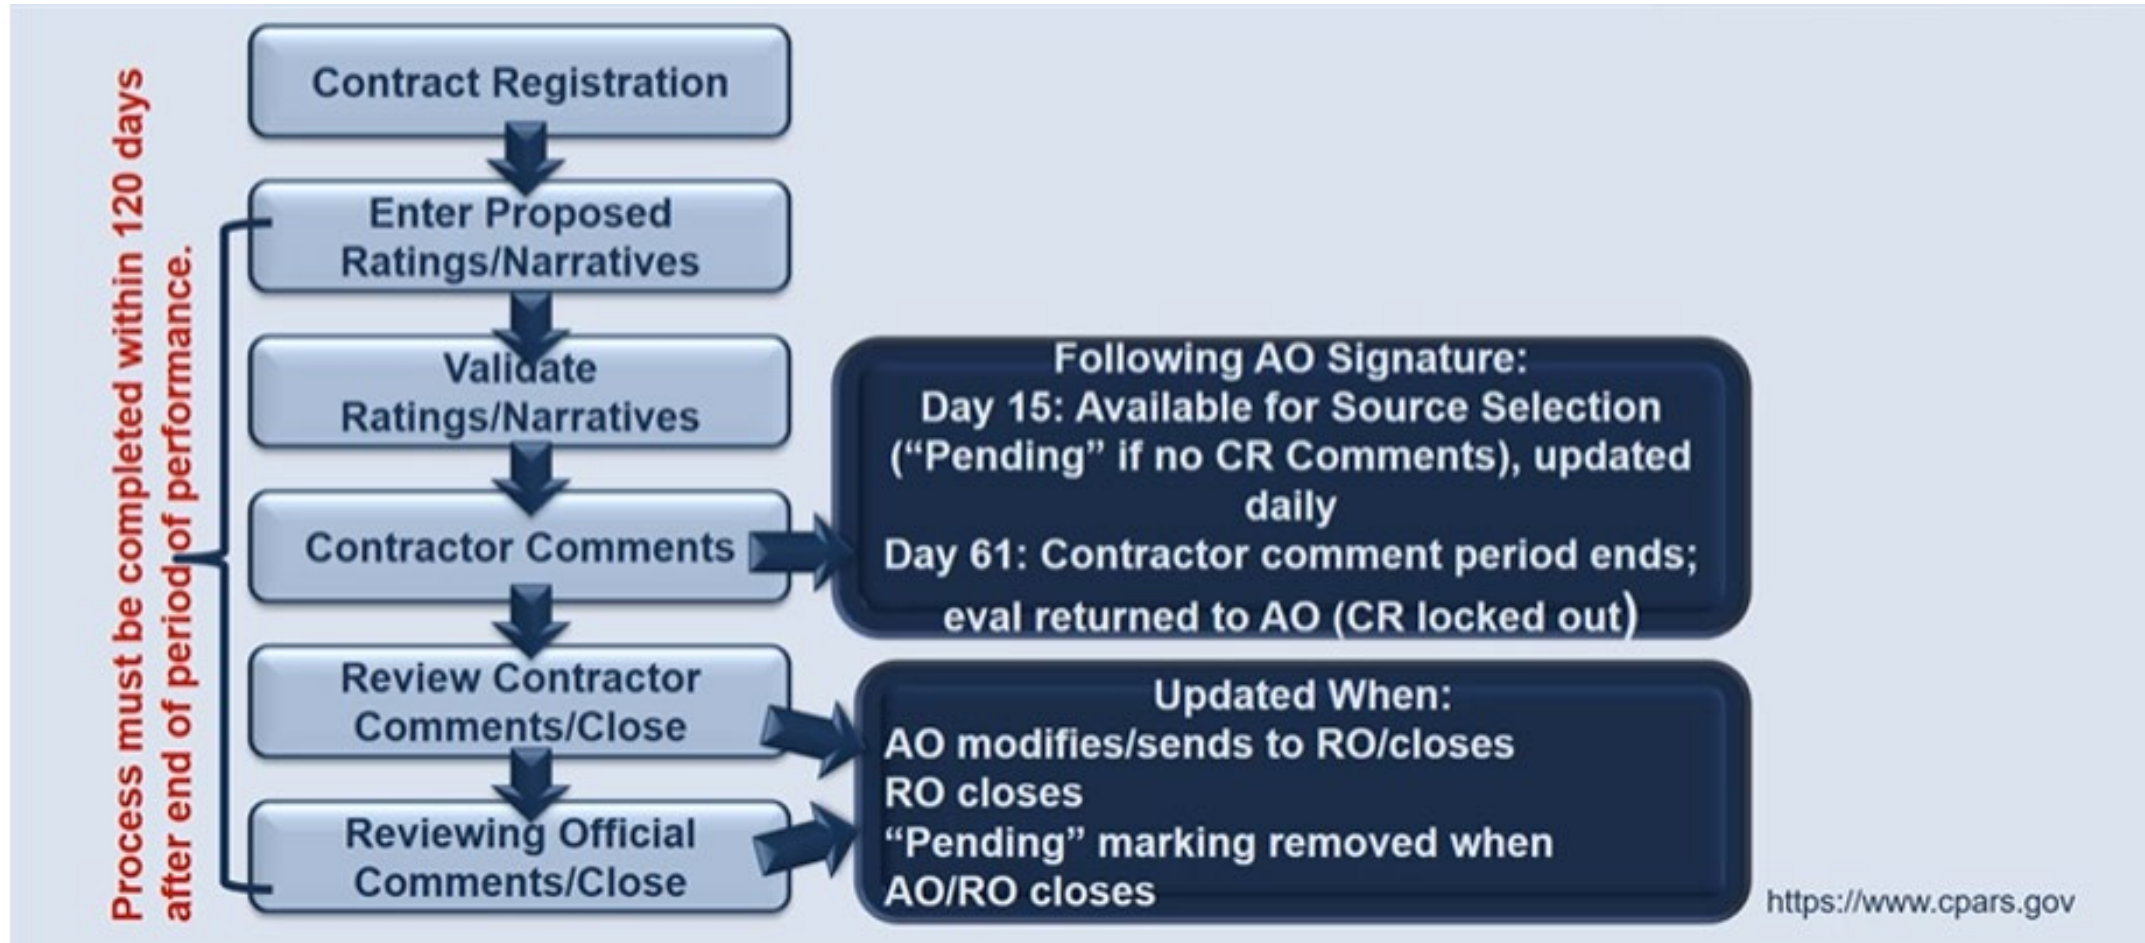 Process must be completed within 120 days
after end of period of performance.
Contract Registration
Enter Proposed
Ratings/Narratives
Validate
Ratings/Narratives
Contractor Comments
Review Contractor
Comments/Close
Reviewing Official
Comments/Close
Following AO Signature:
Day 15: Available for Source Selection
(“Pending” if no CR Comments), updated
daily
Day 61: Contractor comment period ends;
eval returned to AO (CR locked out)
Updated When:
AO modifies/sends to RO/closes
RO closes
“Pending” marking removed when
AO/RO closes
https://www.cpars.gov